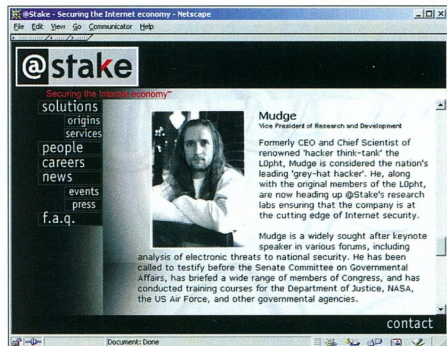 @Stake - Securing the Internet economy - Netscape
File Edit View Go Communicator Help
@stake
Securing the Internet economy™
solutions
origins
services
people
careers
news
events
press
f.a.q.
Mudge
Vice President of Research and Development
Formerly CEO and Chief Scientist of
renowned 'hacker think-tank' the
L0pht, Mudge is considered the nation's
leading 'grey-hat hacker'. He, along
with the original members of the L0pht,
are now heading up @Stake's research
labs ensuring that the company is at
the cutting edge of Internet security.
Mudge is a widely sought after keynote
speaker in various forums, including
analysis of electronic threats to national security. He has been
called to testify before the Senate Committee on Governmental
Affairs, has briefed a wide range of members of Congress, and has
conducted training courses for the Department of Justice, NASA,
the US Air Force, and other governmental agencies.
contact
Document: Done